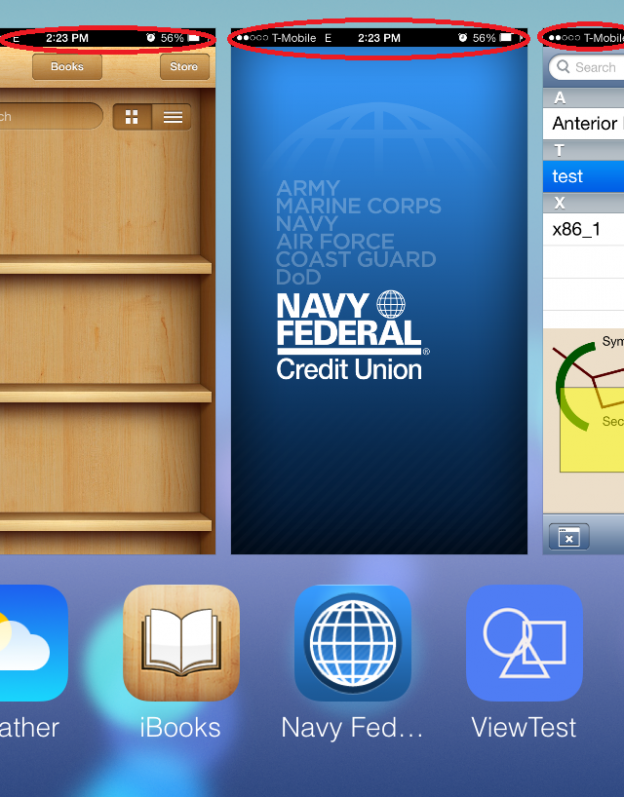 E 2:23 PM 56%
Books Store
ch
T-Mobile E 2:23 PM 56%
ARMY
MARINE CORPS
NAVY
AIR FORCE
COAST GUARD
DoD
NAVY
FEDERAL
®
Credit Union
T-Mobile
Search
A
Anterior
T
test
X
x86_1
Sym
Sec
ather iBooks Navy Fed... ViewTest